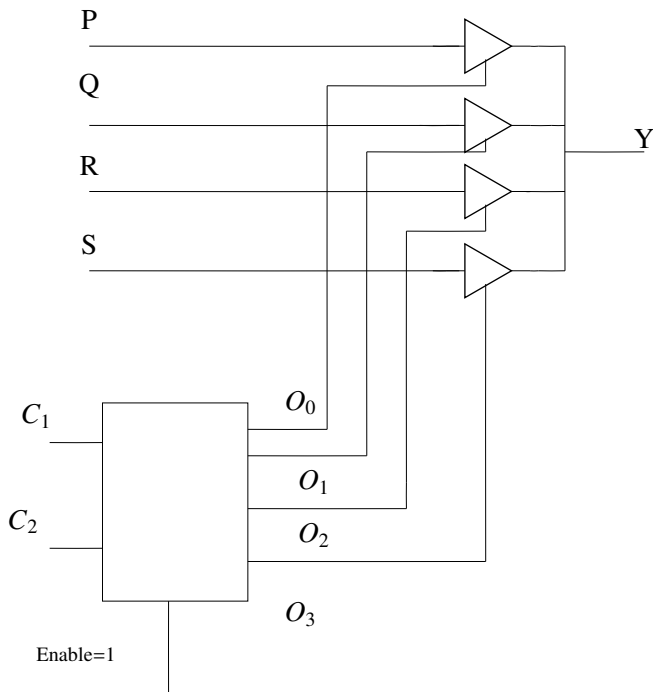 P
Q
Y
R
S
O₀
C₁
O₁
C₂
O₂
O₃
Enable=1